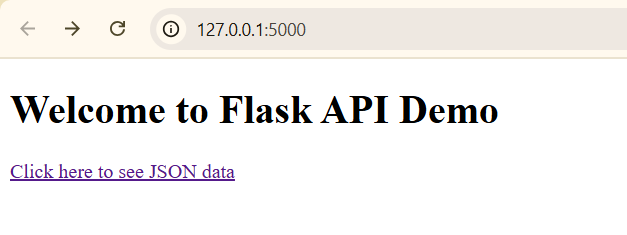 127.0.0.1:5000
Welcome to Flask API Demo
Click here to see JSON data